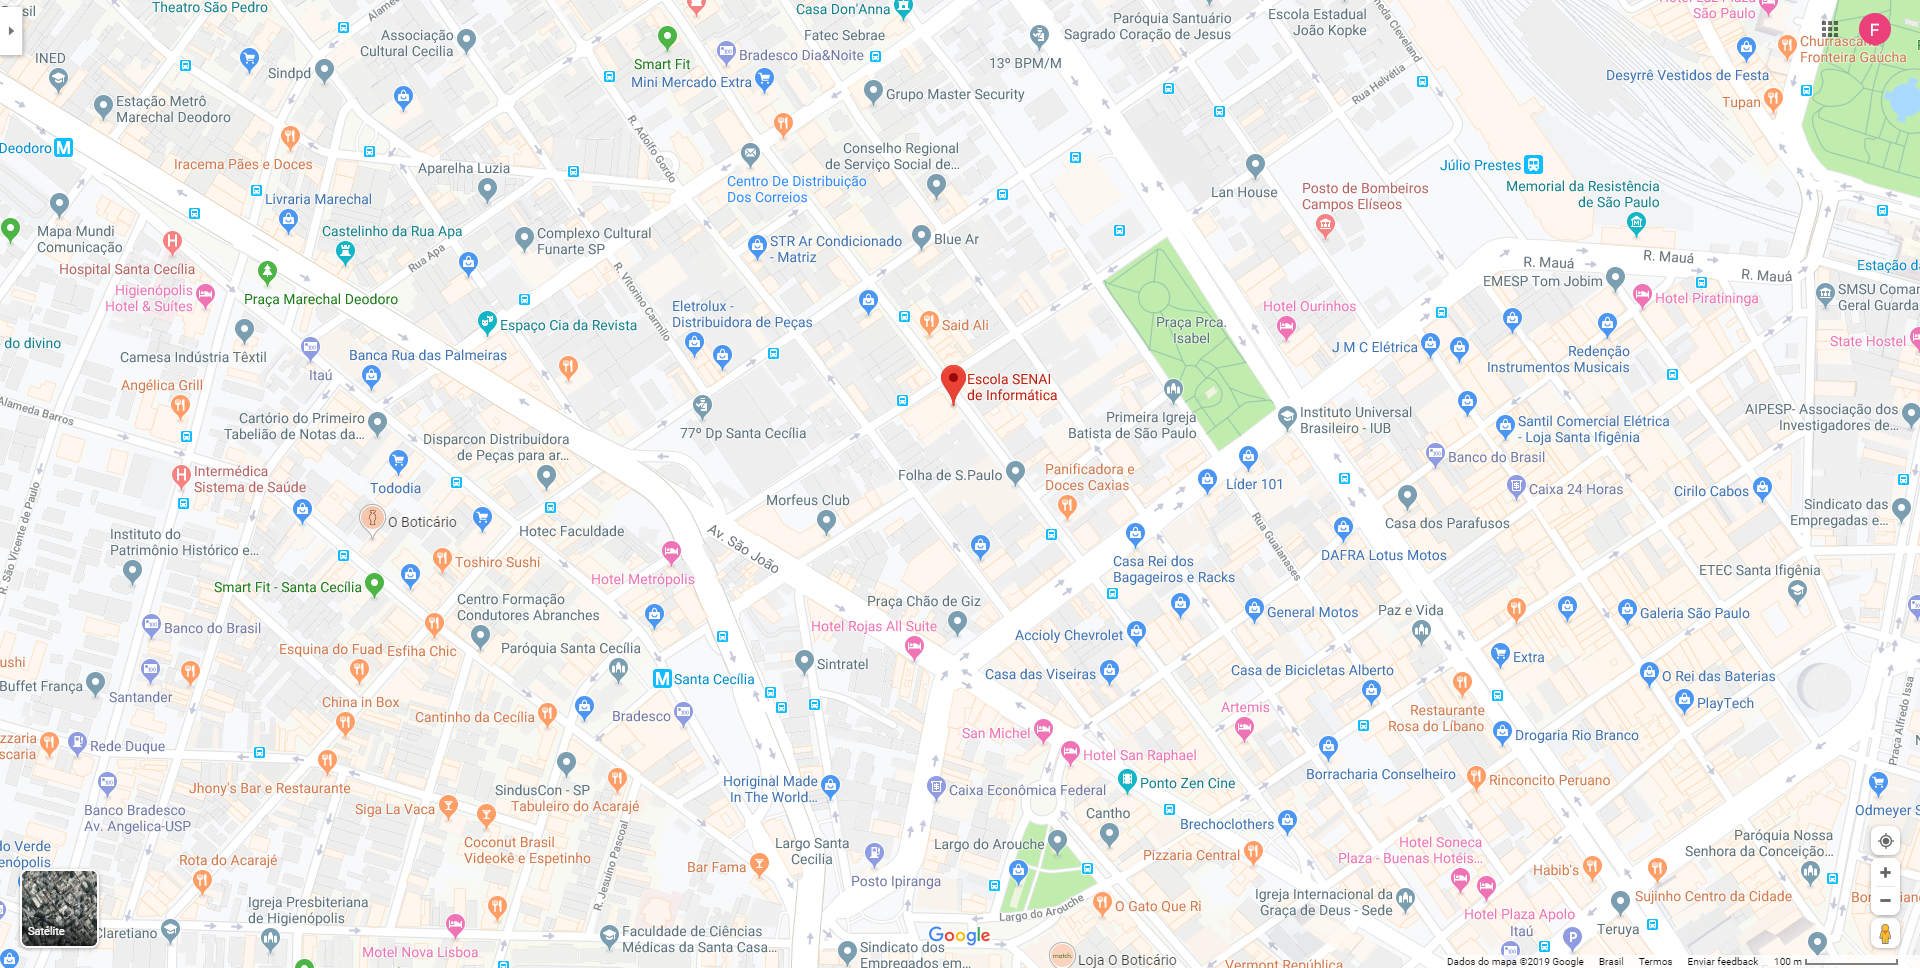 Theatro São Pedro
Alame
Associação
Cultural Cecilia
INED
Sindpd
Estação Metrô
Marechal Deodoro
Deodoro
Iracema Pães e Doces
Aparelha Luzia
Livraria Marechal
Mapa Mundi
Comunicação
Castelinho da Rua Apa
Rua Apa
Complexo Cultural
Funarte SP
Hospital Santa Cecília
Higienópolis
Hotel & Suítes
Praça Marechal Deodoro
Espaço Cia da Revista
do divino
Camesa Indústria Têxtil
Itaú
Banca Rua das Palmeiras
Angélica Grill
Alameda Barros
Cartório do Primeiro
Tabelião de Notas da...
Disparcon Distribuidora
de Peças para ar...
Intermédica
Sistema de Saúde
Tododia
O Boticário
Hotec Faculdade
R. São Vicente de Paulo
Instituto do
Patrimônio Histórico e...
Toshiro Sushi
Smart Fit - Santa Cecília
Centro Formação
Condutores Abranches
Banco do Brasil
Esquina do Fuad
Esfiha Chic
Paróquia Santa Cecília
Buffet França
Santander
China in Box
Cantinho da Cecília
Bradesco
Rede Duque
Jhony's Bar e Restaurante
SindusCon - SP
Tabuleiro do Acarajé
Banco Bradesco
Av. Angelica-USP
Siga La Vaca
Coconut Brasil
Videokê e Espetinho
Rota do Acarajé
R. Jesuíno Pascoal
Igreja Presbiteriana
de Higienópolis
Satélite
Claretiano
Motel Nova Lisboa
Faculdade de Ciências
Médicas da Santa Casa...
Casa Don'Anna
Fatec Sebrae
Smart Fit
Bradesco Dia&Noite
Mini Mercado Extra
Grupo Master Security
13º BPM/M
Paróquia Santuário
Sagrado Coração de Jesus
Escola Estadual
João Kopke
Alameda Cleveland
Rua Helvétia
R. Adolfo Gordo
Conselho Regional
de Serviço Social de...
Centro De Distribuição
Dos Correios
STR Ar Condicionado
- Matriz
Blue Ar
R. Vitorino Carmilo
Eletrolux -
Distribuidora de Peças
Said Ali
Escola SENAI
de Informática
77º Dp Santa Cecília
Folha de S.Paulo
Morfeus Club
Av. São João
Hotel Metrópolis
Praça Chão de Giz
Hotel Rojas All Suite
Sintratel
Santa Cecília
San Michel
Hotel San Raphael
Horiginal Made
In The World...
Caixa Econômica Federal
Ponto Zen Cine
Cantho
Largo Santa
Cecilia
Largo do Arouche
Posto Ipiranga
Pizzaria Central
Brechoclothers
Bar Fama
Largo do Arouche
O Gato Que Ri
Google
Sindicato dos
Empregados em
Loja O Boticário
match.
Lan House
Posto de Bombeiros
Campos Elíseos
Praça Prca.
Isabel
Hotel Ourinhos
Primeira Igreja
Batista de São Paulo
Instituto Universal
Brasileiro - IUB
Panificadora e
Doces Caxias
Líder 101
Rua Guaianases
Casa Rei dos
Bagageiros e Racks
General Motos
Accioly Chevrolet
Casa das Viseiras
Casa de Bicicletas Alberto
Artemis
Paz e Vida
DAFRA Lotus Motos
Casa dos Parafusos
Restaurante
Rosa do Líbano
Borracharia Conselheiro
Igreja Internacional da
Graça de Deus - Sede
Hotel Soneca
Plaza - Buenas Hotéis...
São Paulo
Churrascaria
Fronteira Gaúcha
Desyrrê Vestidos de Festa
Tupan
F
Júlio Prestes
Memorial da Resistência
de São Paulo
R. Mauá
R. Mauá
R. Mauá
EMESP Tom Jobim
Hotel Piratininga
Estação da
SMSU Coman
Geral Guarda
State Hostel
J M C Elétrica
Redenção
Instrumentos Musicais
Santil Comercial Elétrica
- Loja Santa Ifigênia
AIPESP- Associação dos
Investigadores de...
Banco do Brasil
Caixa 24 Horas
Cirilo Cabos
Sindicato das
Empregadas e...
ETEC Santa Ifigênia
Galeria São Paulo
Extra
O Rei das Baterias
PlayTech
Drogaria Rio Branco
Rinconcito Peruano
Praça Alfredo Issa
Odmeyer S
Paróquia Nossa
Senhora da Conceição...
Habib's
Sujinho Centro da Cidade
Hotel Plaza Apolo
Itaú
Teruya
Vermont República
Dados do mapa ©2019 Google
Brasil
Termos
Enviar feedback
100 m